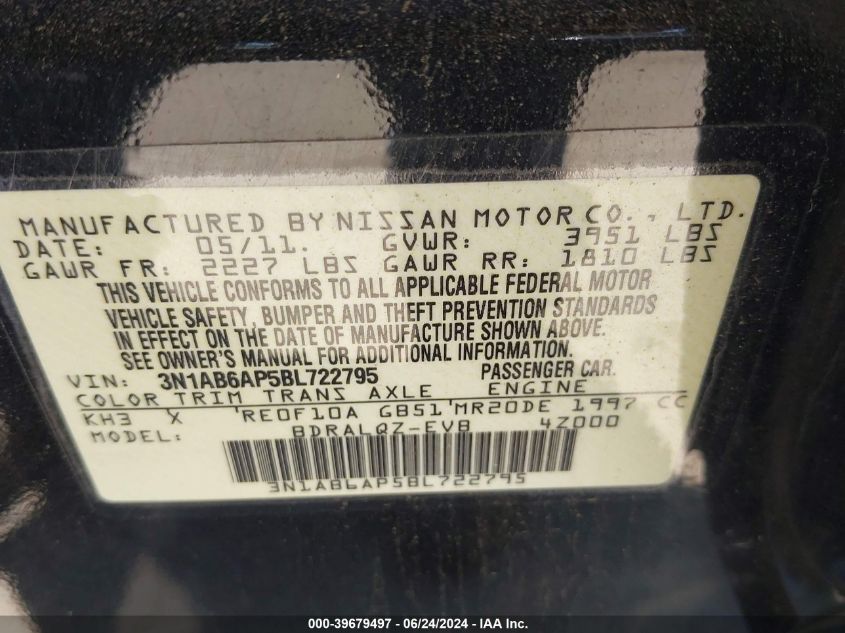 MANUFACTURED BY NISSAN MOTOR CO., LTD.
DATE: 05/11. GVWR: 3951 LBS
GAWR FR: 2227 LBS GAWR RR: 1810 LBS
THIS VEHICLE CONFORMS TO ALL APPLICABLE FEDERAL MOTOR
VEHICLE SAFETY, BUMPER AND THEFT PREVENTION STANDARDS
IN EFFECT ON THE DATE OF MANUFACTURE SHOWN ABOVE.
SEE OWNER'S MANUAL FOR ADDITIONAL INFORMATION
VIN: 3N1AB6AP5BL722795 PASSENGER CAR.
COLOR TRIM TRANS AXLE ENGINE
KH3 X 'RE0F10A GB51'MR20DE 1997 CC
MODEL: BDRALQZ-EVB 4Z000
3N1AB6AP5BL722795
000-39679497 - 06/24/2024 - IAA Inc.